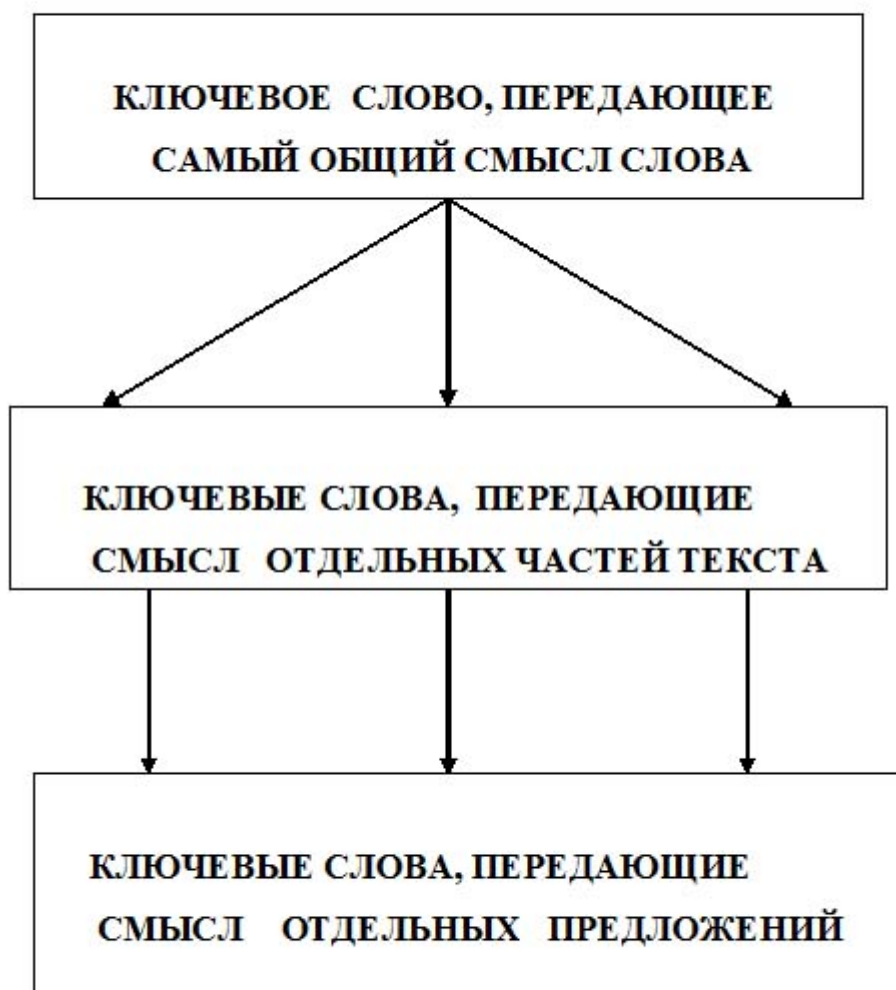 КЛЮЧЕВОЕ СЛОВО, ПЕРЕДАЮЩЕЕ
САМЫЙ ОБЩИЙ СМЫСЛ СЛОВА
КЛЮЧЕВЫЕ СЛОВА, ПЕРЕДАЮЩИЕ
СМЫСЛ ОТДЕЛЬНЫХ ЧАСТЕЙ ТЕКСТА
КЛЮЧЕВЫЕ СЛОВА, ПЕРЕДАЮЩИЕ
СМЫСЛ ОТДЕЛЬНЫХ ПРЕДЛОЖЕНИЙ